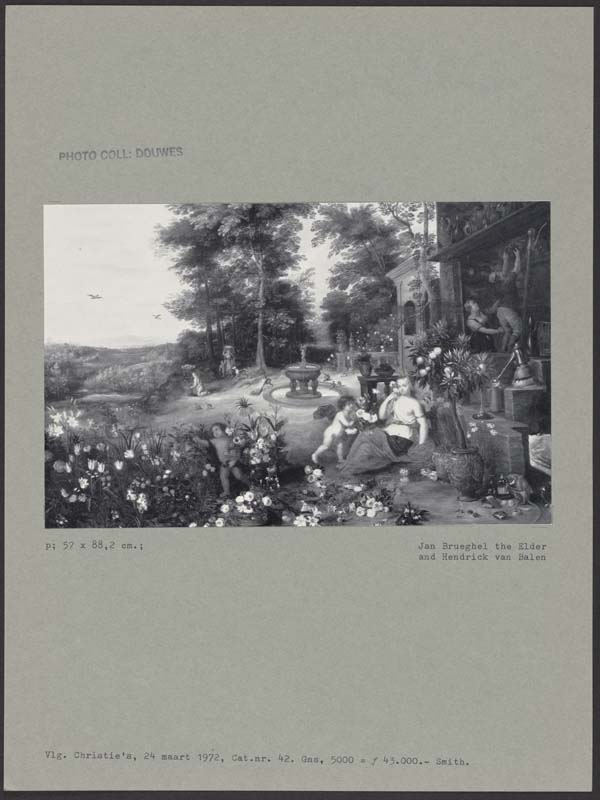 PHOTO COLL: DOUWES
p; 57 x 88,2 cm.;
Jan Brueghel the Elder
and Hendrick van Balen
Vlg. Christie's, 24 maart 1972, Cat.nr. 42. Gns, 5000 = ƒ 43.000.- Smith.